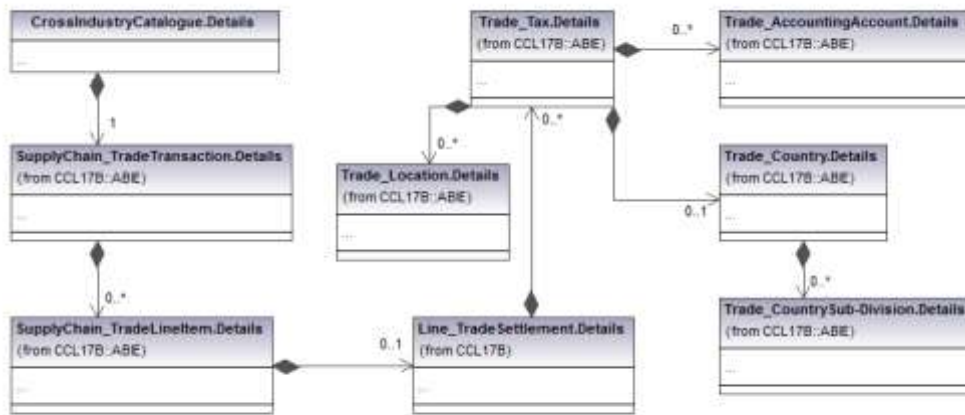 CrossIndustryCatalogue.Details
...
1
SupplyChain_TradeTransaction.Details
(from CCL17B::ABIE)
...
0..*
SupplyChain_TradeLineItem.Details
(from CCL17B::ABIE)
...
0..1
Line_TradeSettlement.Details
(from CCL17B)
...
0..*
Trade_Tax.Details
(from CCL17B::ABIE)
...
0..*
Trade_Location.Details
(from CCL17B::ABIE)
...
0..*
Trade_AccountingAccount.Details
(from CCL17B::ABIE)
...
0..1
Trade_Country.Details
(from CCL17B::ABIE)
...
0..*
Trade_CountrySub-Division.Details
(from CCL17B::ABIE)
...